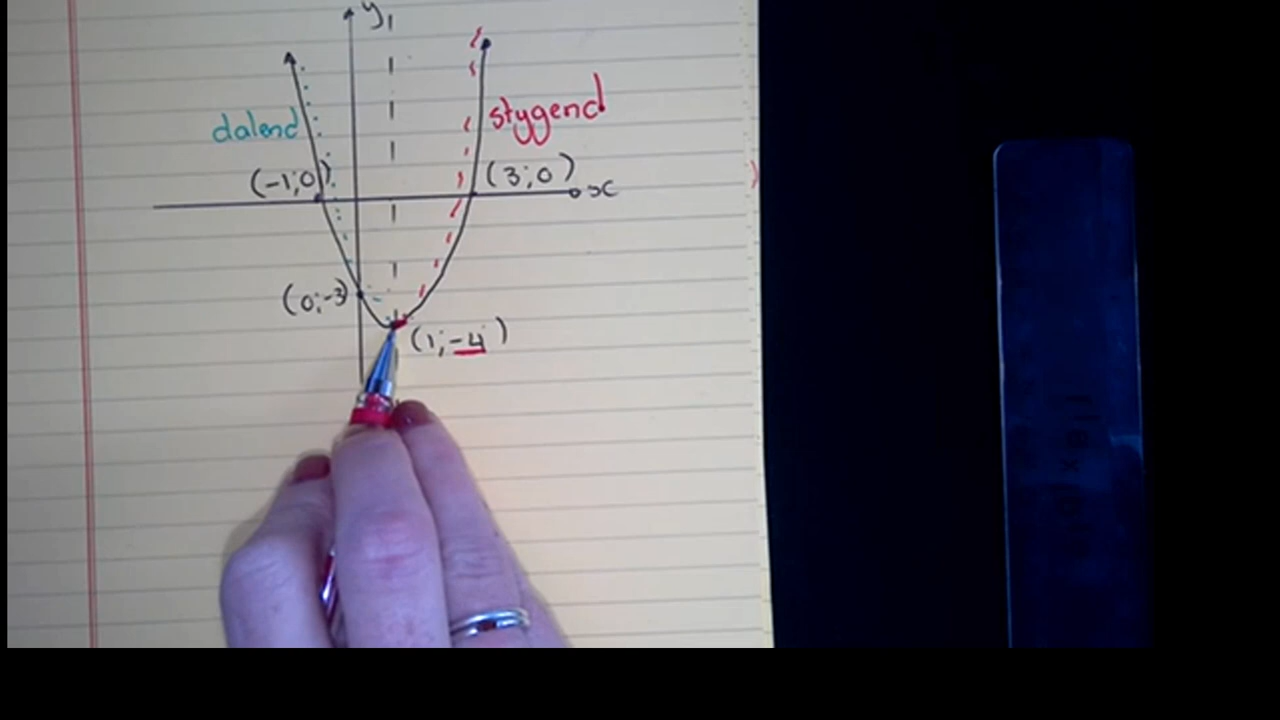 y
dalend
stygend
(-1;0)
(3;0)
x
(0;-3)
(1;-4)